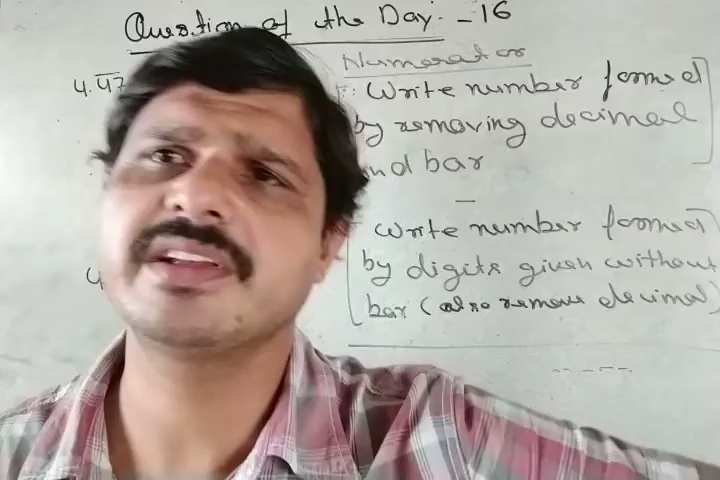 Question of the Day - 16
4.47
Numerator
Write number formed
by removing decimal
and bar
-
Write number formed
by digits given without
bar (also remove decimal)
-----
4